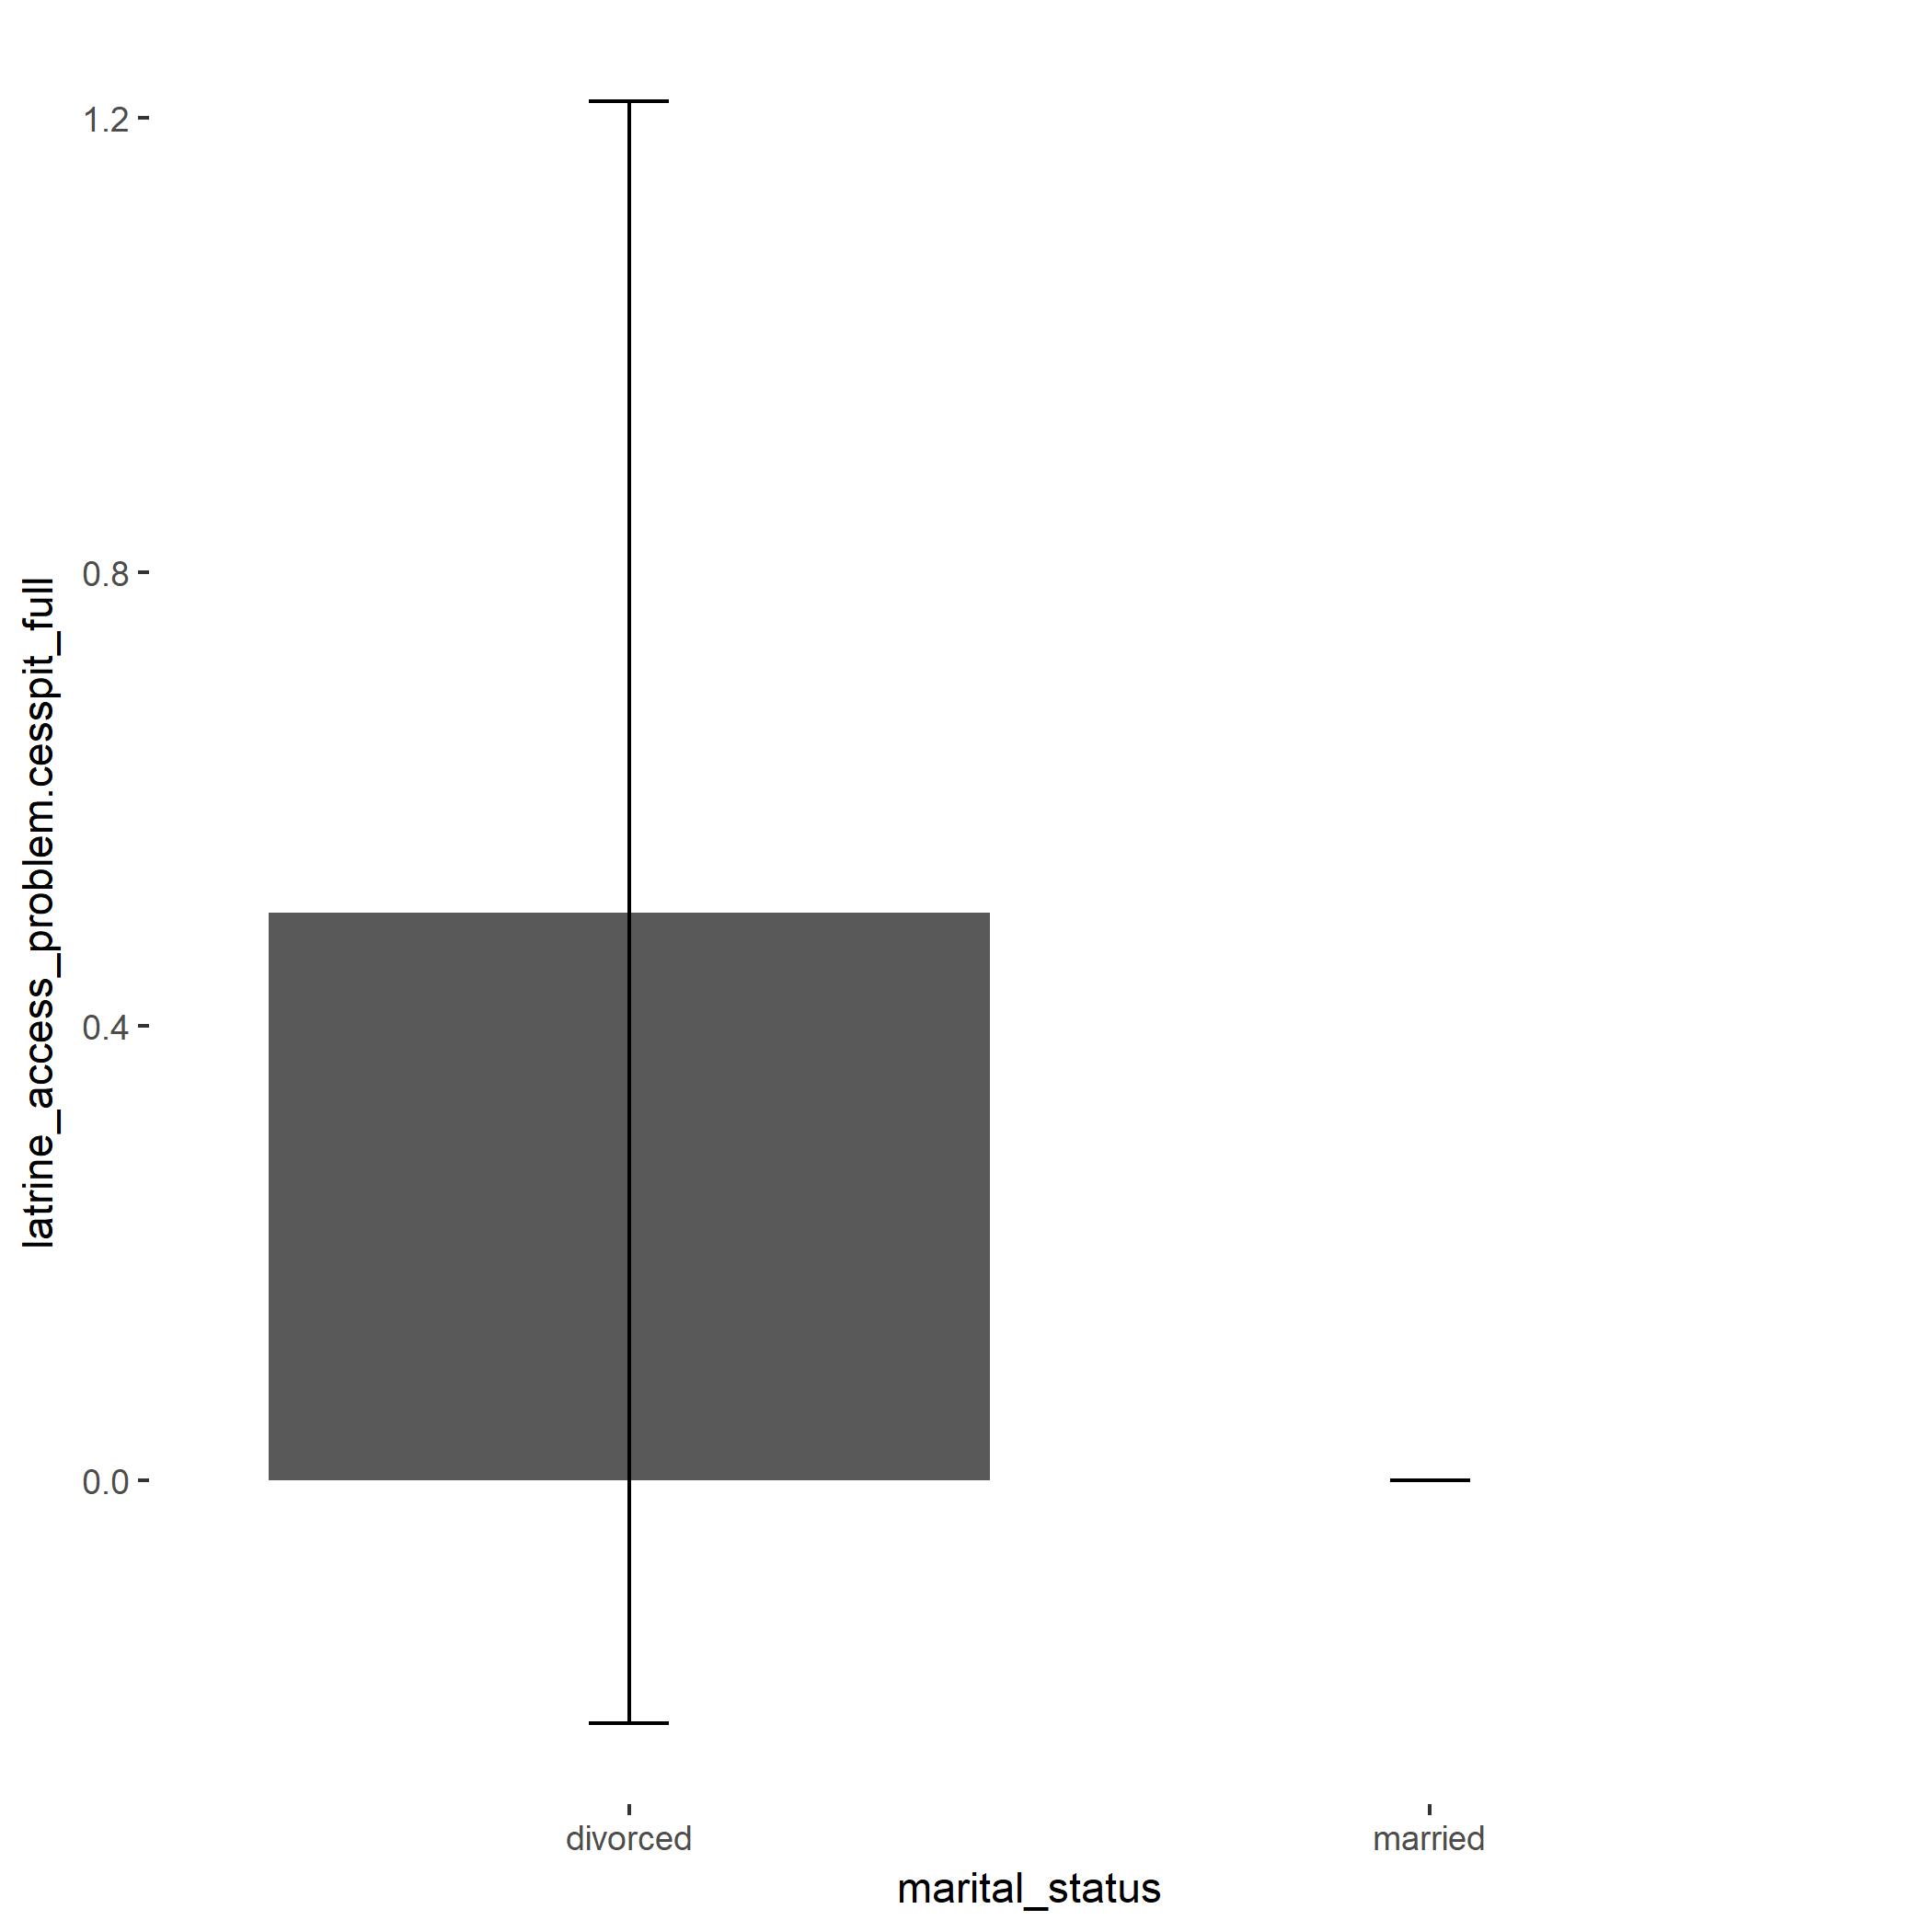 latrine_access_problem.cesspit_full
1.2
0.8
0.4
0.0
divorced
married
marital_status